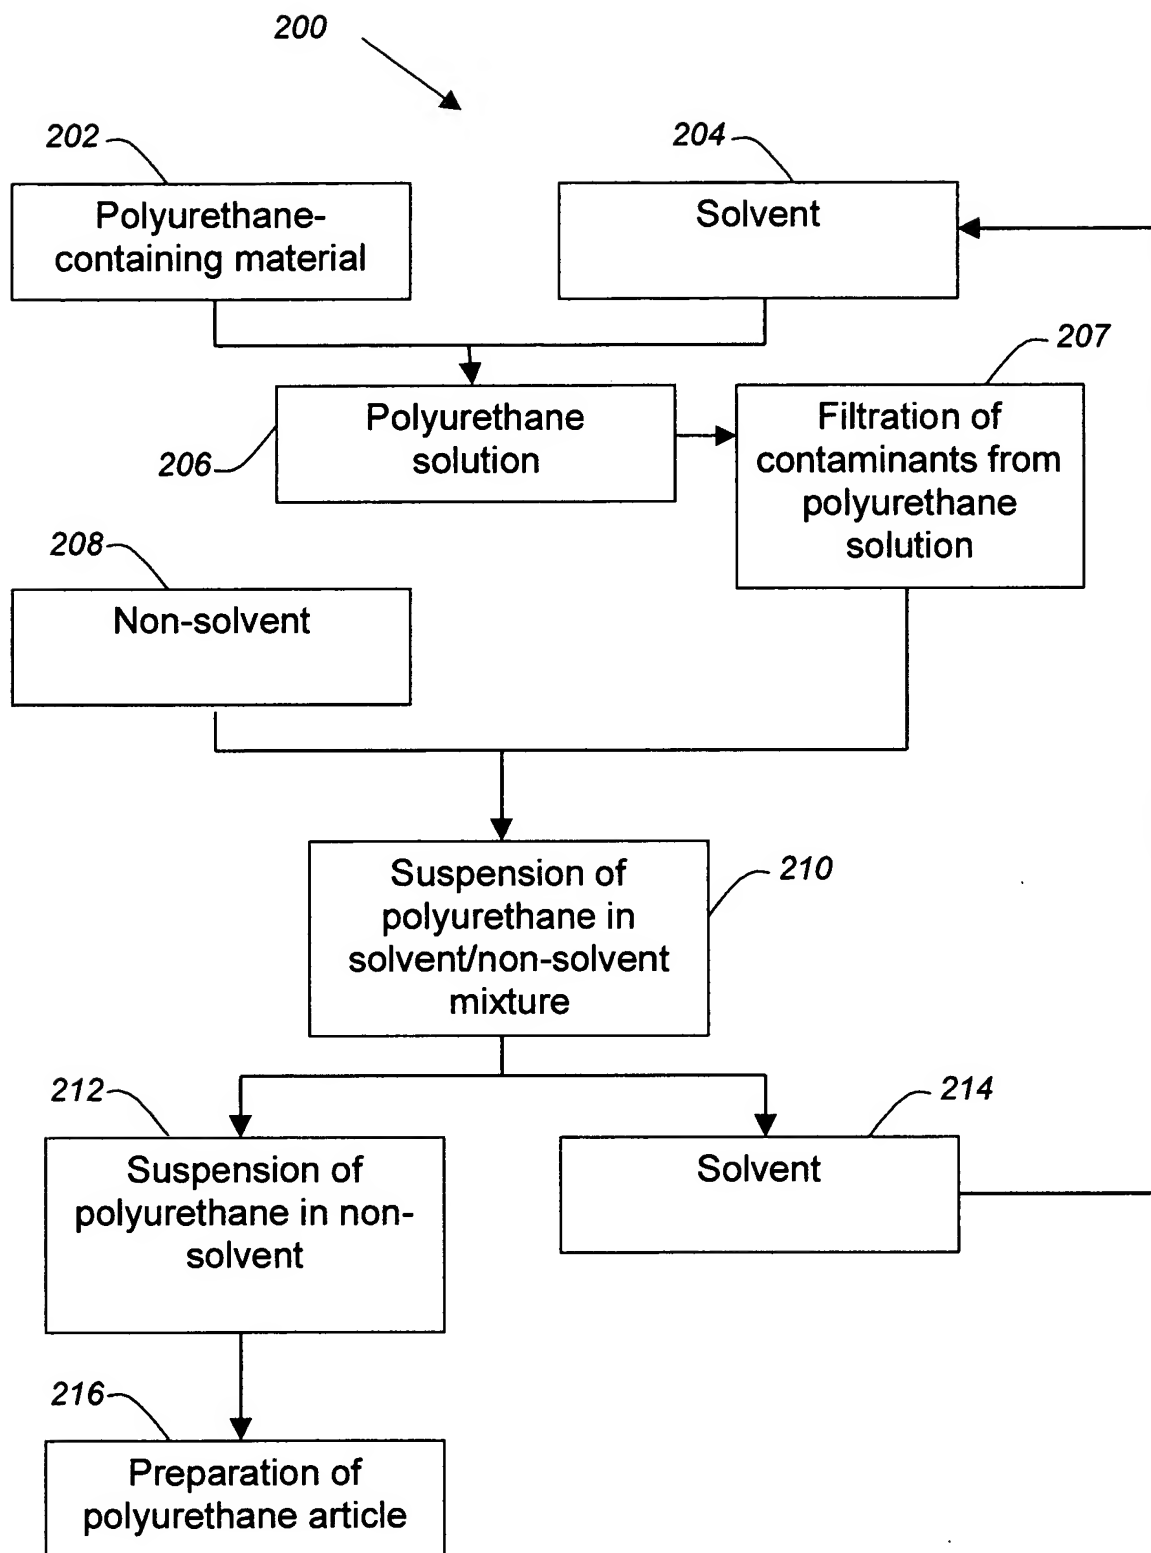 200
202
204
Polyurethane-
containing material
Solvent
207
Polyurethane
solution
206
Filtration of
contaminants from
polyurethane
solution
208
Non-solvent
Suspension of
polyurethane in
solvent/non-solvent
mixture
210
212
214
Suspension of
polyurethane in non-
solvent
Solvent
216
Preparation of
polyurethane article